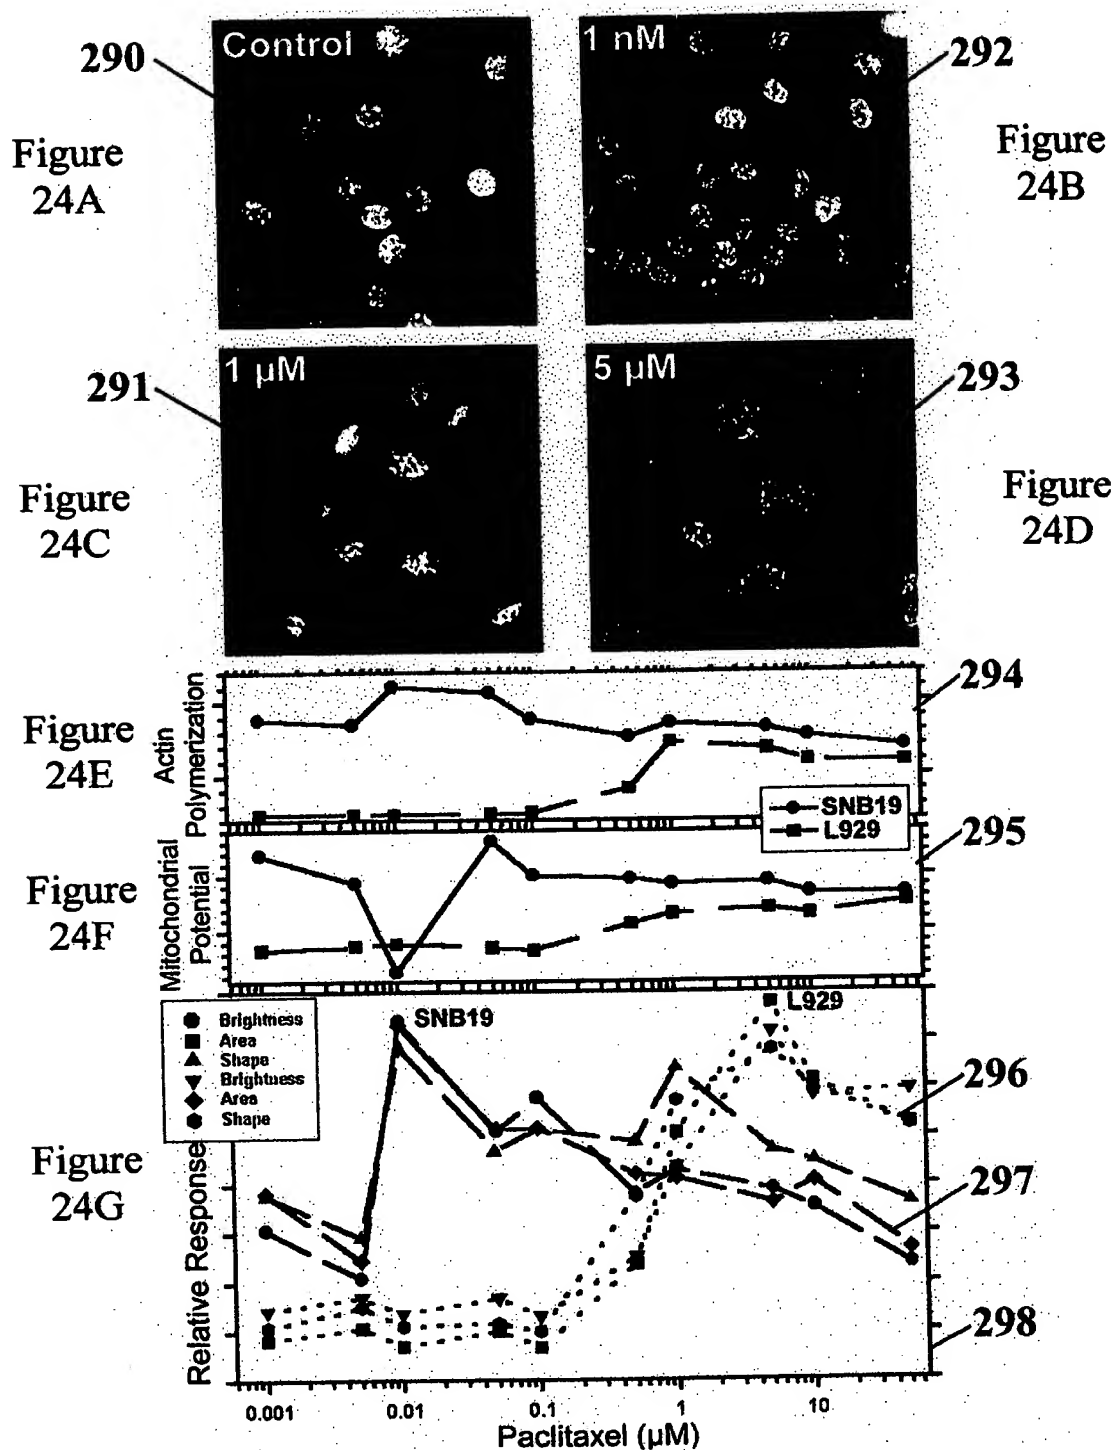 290
Control
1 nM
292
Figure
24A
Figure
24B
291
1 µM
5 µM
293
Figure
24C
Figure
24D
Figure
24E
Actin
Polymerization
294
SNB19
L929
Figure
24F
Mitochondrial
Potential
295
Brightness
Area
Shape
Brightness
Area
Shape
SNB19
L929
296
Figure
24G
Relative Response
297
298
0.001
0.01
0.1
1
10
Paclitaxel (µM)